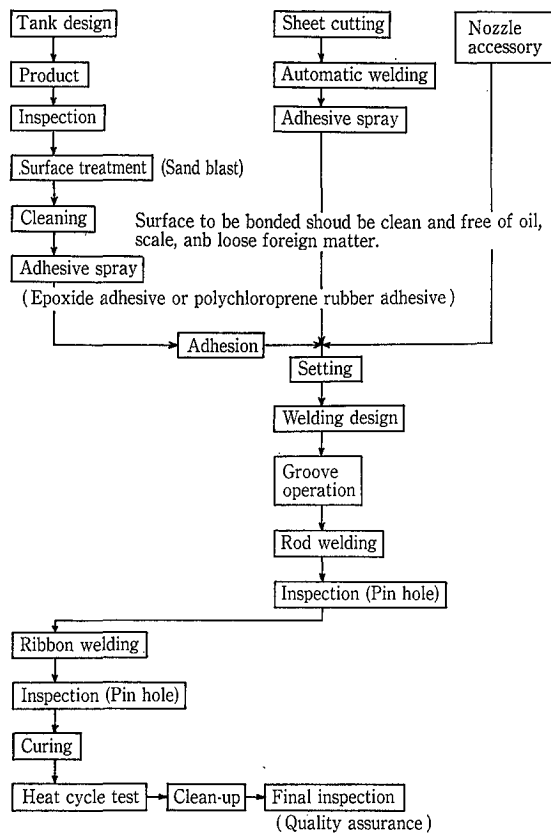 Tank design
Product
Inspection
Surface treatment (Sand blast)
Cleaning
Adhesive spray
(Epoxide adhesive or polychloroprene rubber adhesive)
Sheet cutting
Automatic welding
Adhesive spray
Surface to be bonded shoud be clean and free of oil,
scale, anb loose foreign matter.
Nozzle
accessory
Adhesion
Setting
Welding design
Groove
operation
Rod welding
Inspection (Pin hole)
Ribbon welding
Inspection (Pin hole)
Curing
Heat cycle test
Clean-up
Final inspection
(Quality assurance)